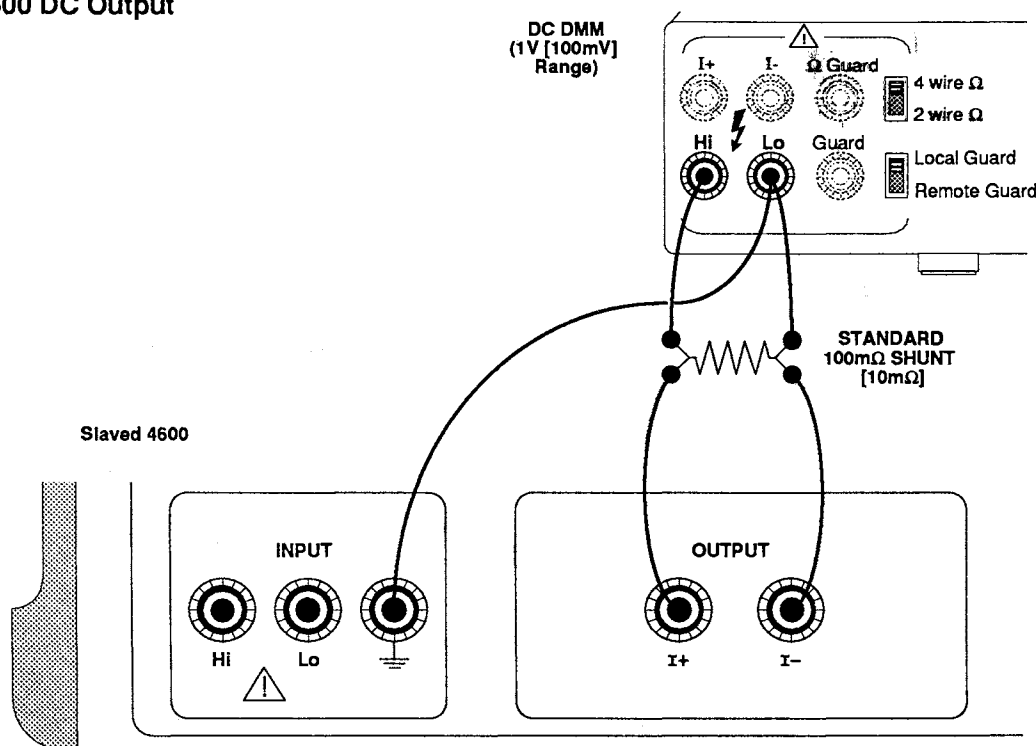 600 DC Output
DC DMM
(1V [100mV]
Range)
I+ I- Ω Guard
4 wire Ω
2 wire Ω
Hi Lo Guard
Local Guard
Remote Guard
STANDARD
100mΩ SHUNT
[10mΩ]
Slaved 4600
INPUT
OUTPUT
Hi Lo
I+ I-